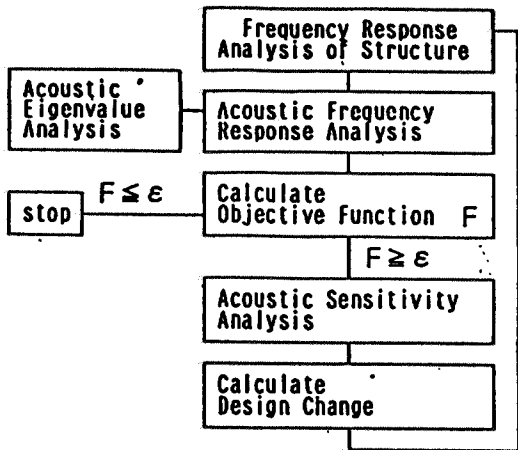 Frequency Response
Analysis of Structure
Acoustic
Eigenvalue
Analysis
Acoustic Frequency
Response Analysis
F ≦ ε
stop
Calculate
Objective Function F
F ≧ ε
Acoustic Sensitivity
Analysis
Calculate
Design Change